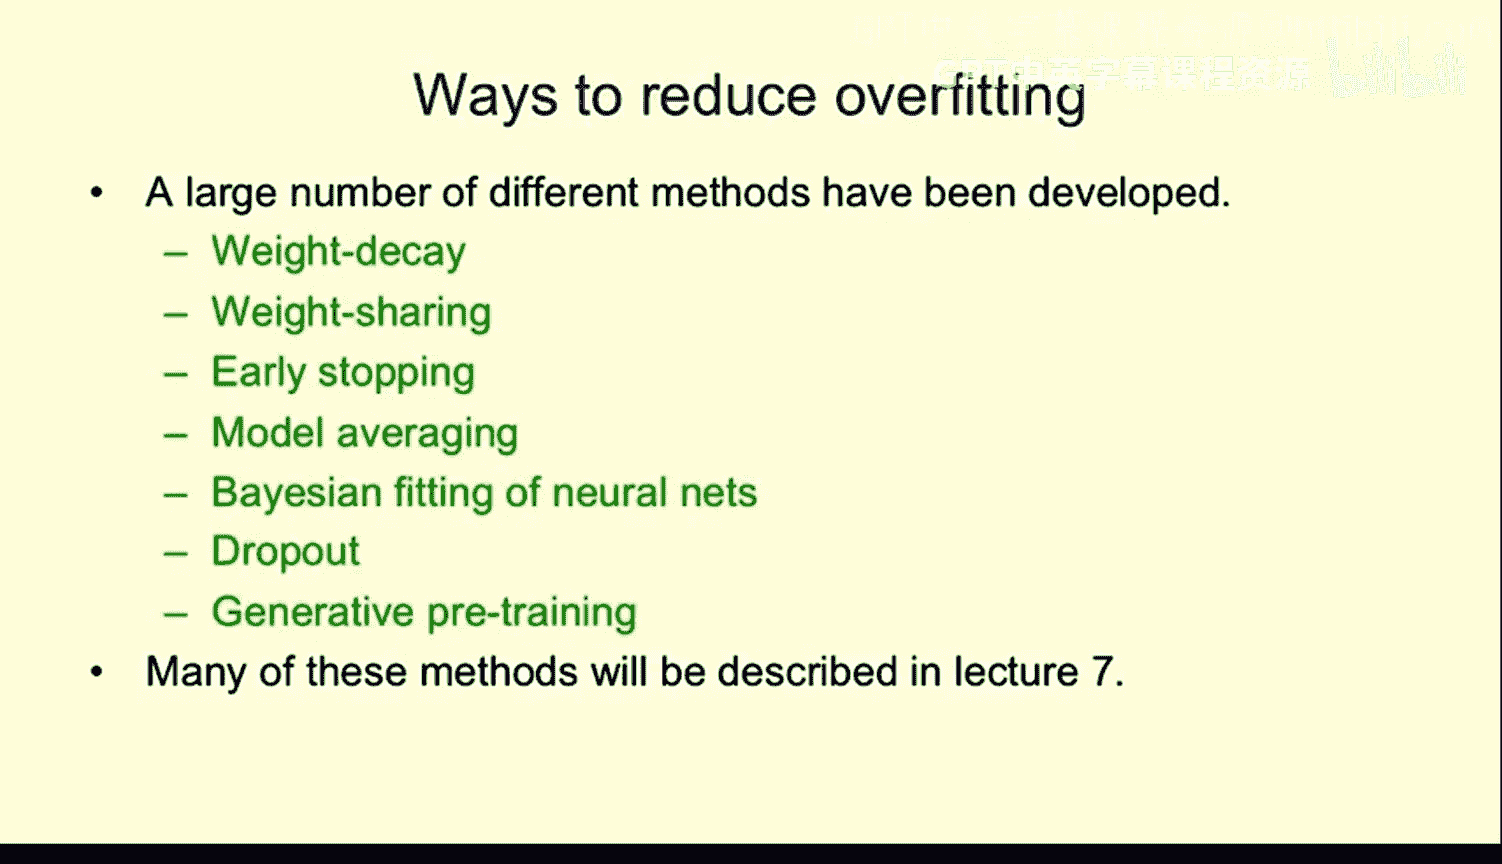 Ways to reduce overfitting
• A large number of different methods have been developed.
– Weight-decay
– Weight-sharing
– Early stopping
– Model averaging
– Bayesian fitting of neural nets
– Dropout
– Generative pre-training
• Many of these methods will be described in lecture 7.